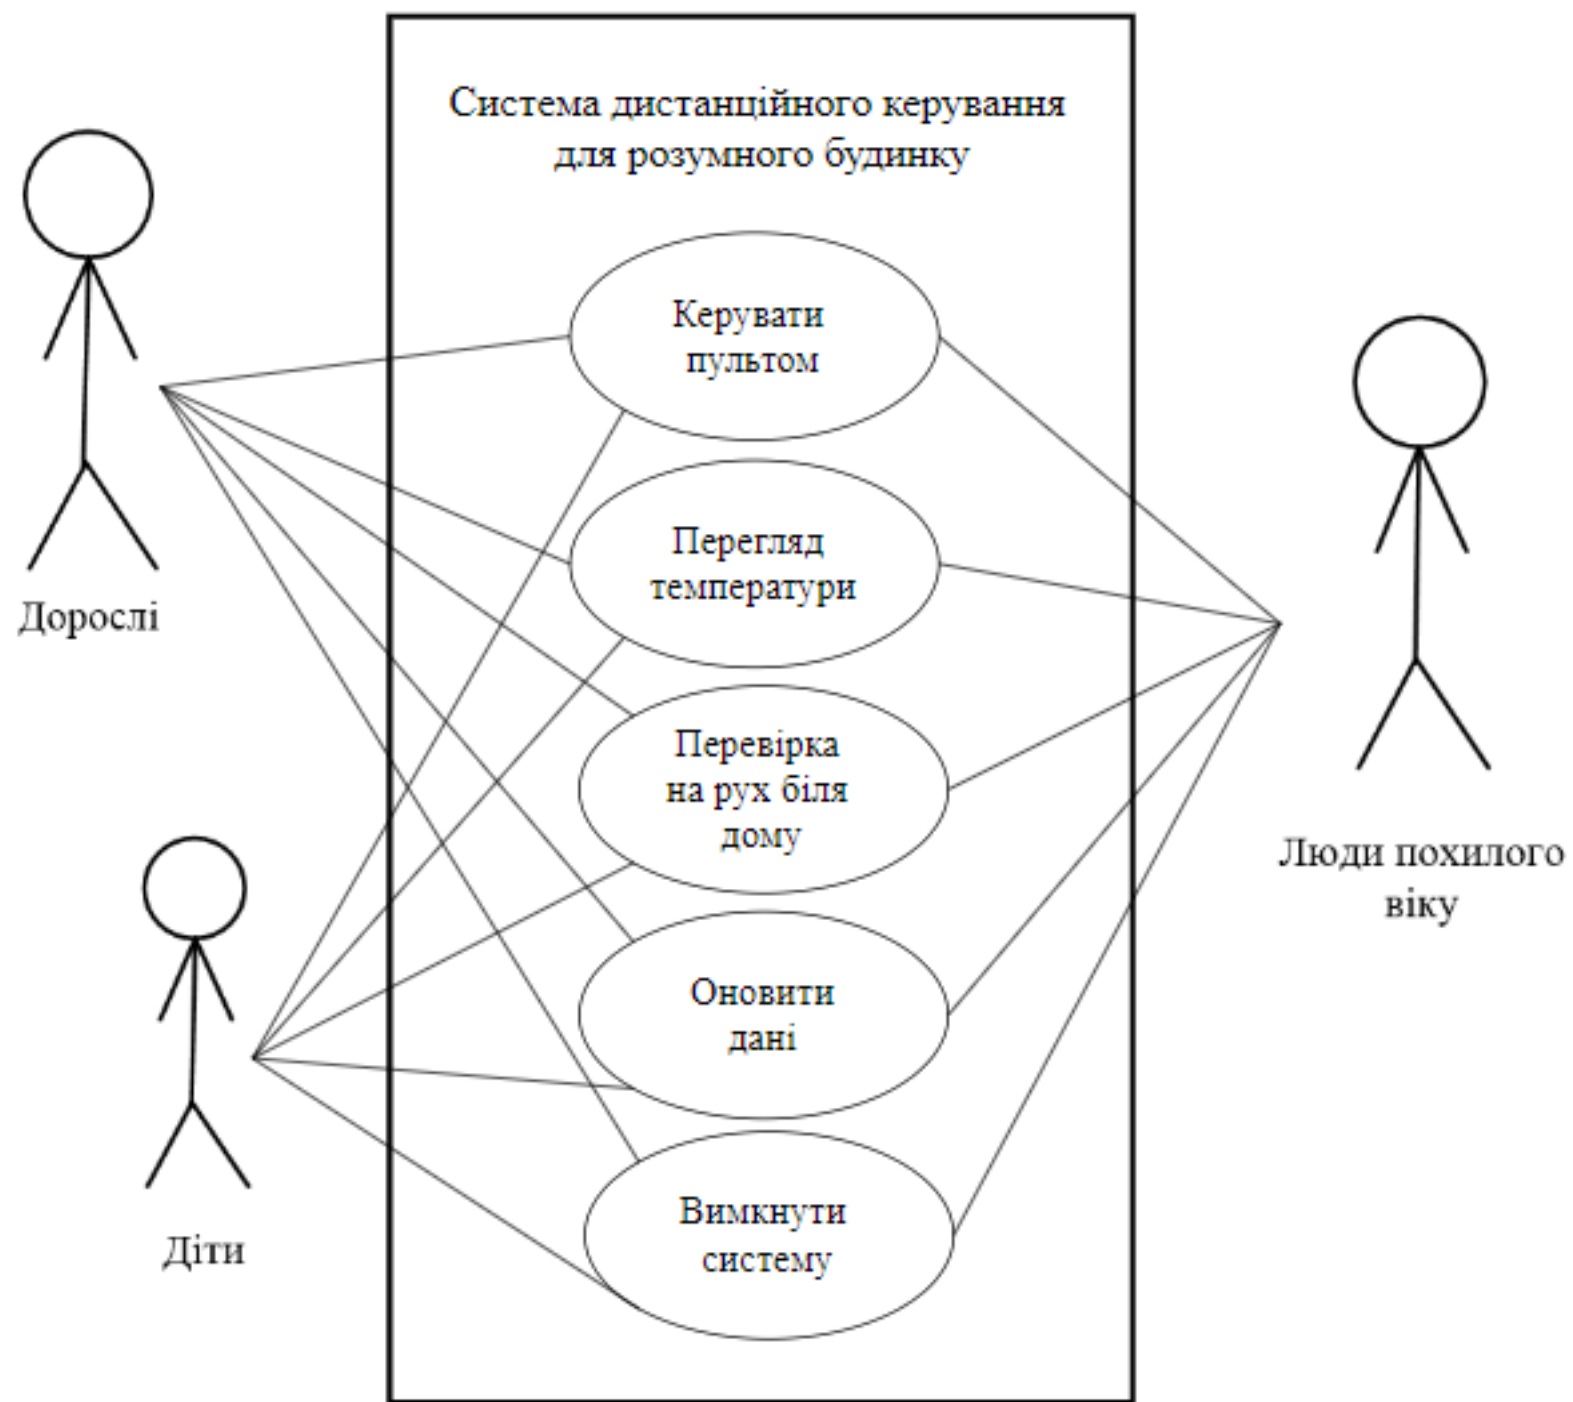 Система дистанційного керування
для розумного будинку
Керувати
пультом
Перегляд
температури
Перевірка
на рух біля
дому
Оновити
дані
Вимкнути
систему
Дорослі
Діти
Люди похилого
віку